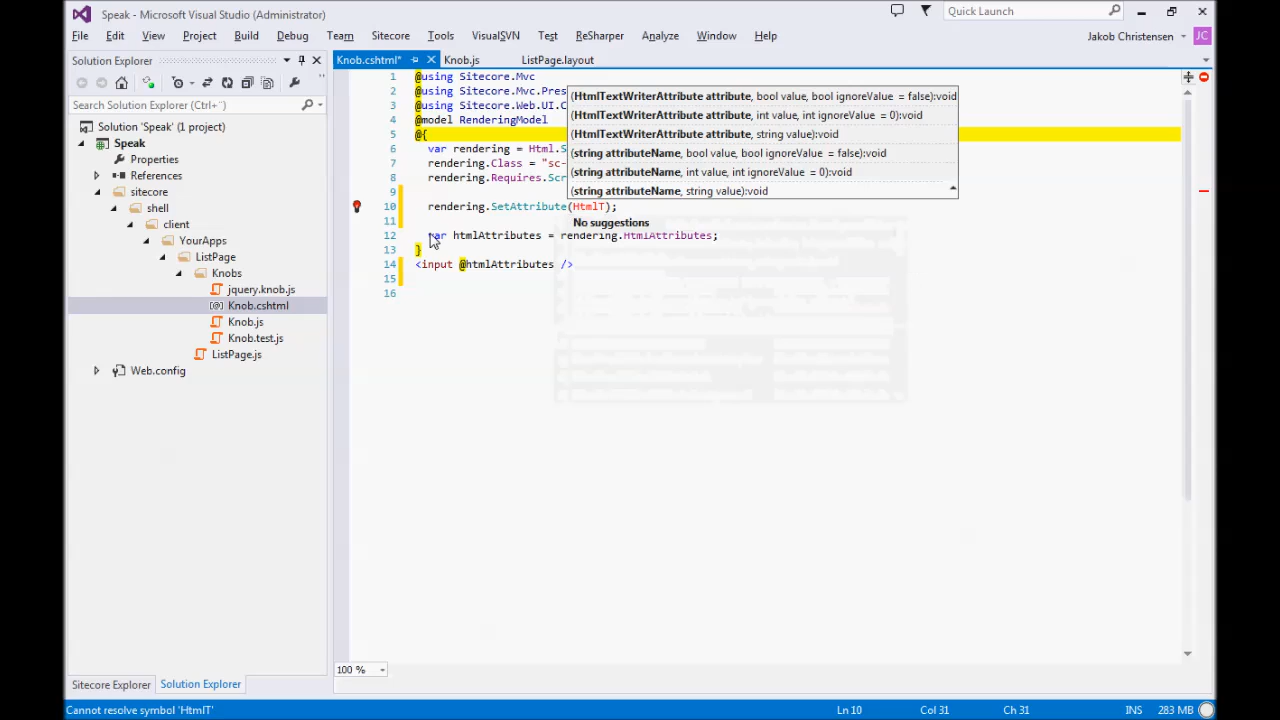 Speak - Microsoft Visual Studio (Administrator)
Quick Launch
File Edit View Project Build Debug Team Sitecore Tools VisualSVN Test ReSharper Analyze Window Help
Jakob Christensen JC
Solution Explorer
Knob.cshtml* Knob.js ListPage.layout
Search Solution Explorer (Ctrl+¨)
Solution 'Speak' (1 project)
Speak
Properties
References
sitecore
shell
client
YourApps
ListPage
Knobs
jquery.knob.js
Knob.cshtml
Knob.js
Knob.test.js
ListPage.js
Web.config
1 @using Sitecore.Mvc
2 @using Sitecore.Mvc.Pres
3 @using Sitecore.Web.UI.C
4 @model RenderingModel
5 @{
6 var rendering = Html.S
7 rendering.Class = "sc-
8 rendering.Requires.Scr
9
10 rendering.SetAttribute(HtmlT);
11
12 var htmlAttributes = rendering.HtmlAttributes;
13 }
14 <input @htmlAttributes />
15
16
(HtmlTextWriterAttribute attribute, bool value, bool ignoreValue = false):void
(HtmlTextWriterAttribute attribute, int value, int ignoreValue = 0):void
(HtmlTextWriterAttribute attribute, string value):void
(string attributeName, bool value, bool ignoreValue = false):void
(string attributeName, int value, int ignoreValue = 0):void
(string attributeName, string value):void
No suggestions
100 %
Sitecore Explorer Solution Explorer
Cannot resolve symbol 'HtmlT' Ln 10 Col 31 Ch 31 INS 283 MB